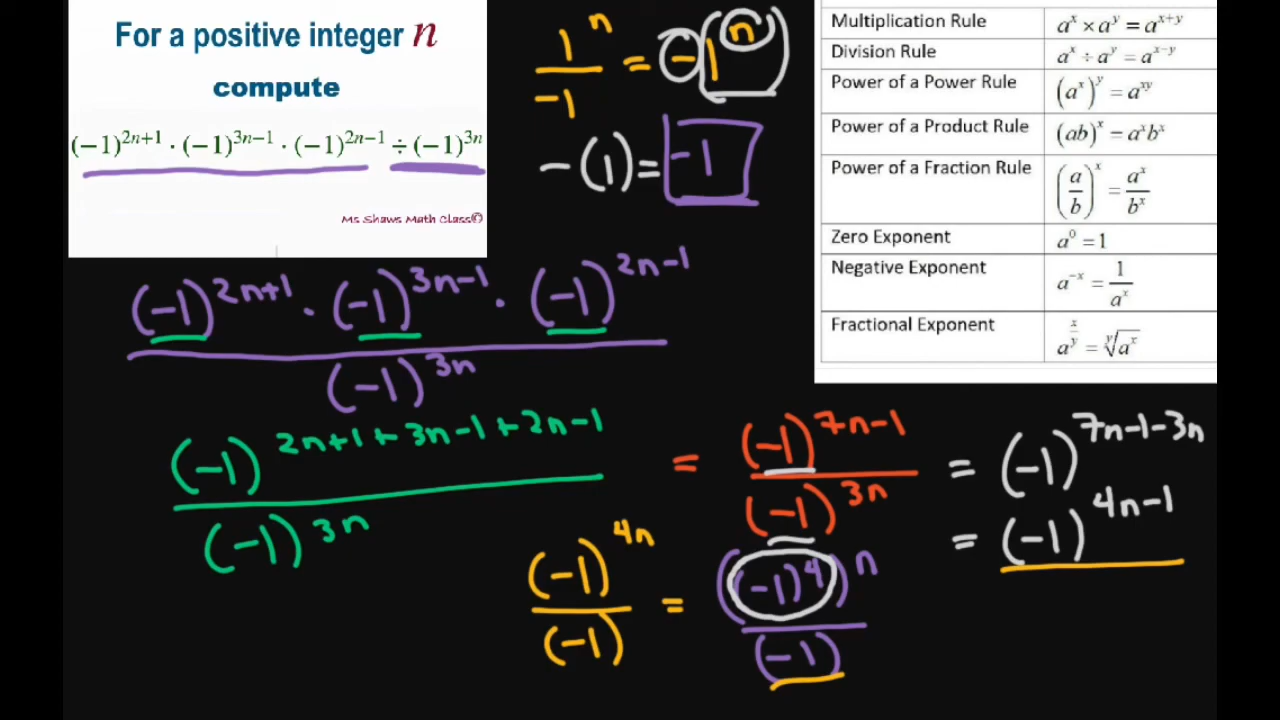 For a positive integer n
compute
(−1)^{2n+1} · (−1)^{3n−1} · (−1)^{2n−1} ÷ (−1)^{3n}
Ms Shaws Math Class©
1^n / −1 = −1^n
−(1) = −1
Multiplication Rule a^x × a^y = a^{x+y}
Division Rule a^x ÷ a^y = a^{x−y}
Power of a Power Rule (a^x)^y = a^{xy}
Power of a Product Rule (ab)^x = a^x b^x
Power of a Fraction Rule (a/b)^x = a^x / b^x
Zero Exponent a^0 = 1
Negative Exponent a^{−x} = 1 / a^x
Fractional Exponent a^{x/y} = ʸ√(a^x)
(−1)^{2n+1} · (−1)^{3n−1} · (−1)^{2n−1}
(−1)^{3n}
(−1)^{2n+1+3n−1+2n−1} / (−1)^{3n} = (−1)^{7n−1} / (−1)^{3n} = (−1)^{7n−1−3n}
= (−1)^{4n−1}
(−1)^{4n} / (−1) = ((−1)^4)^n / (−1)